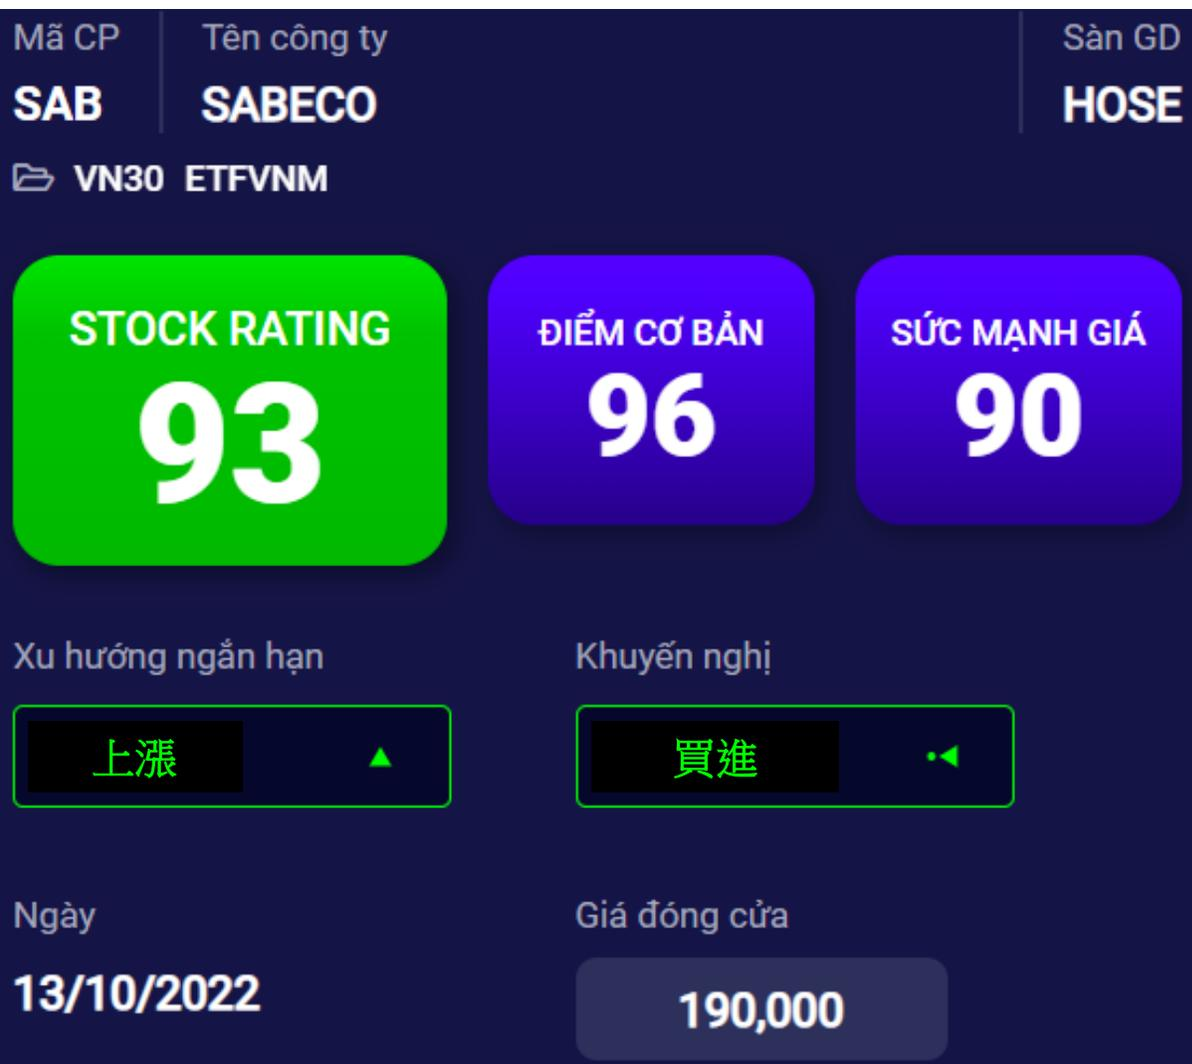 Mã CP Tên công ty Sàn GD
SAB SABECO HOSE
VN30 ETFVNM
STOCK RATING ĐIỂM CƠ BẢN SỨC MẠNH GIÁ
93 96 90
Xu hướng ngắn hạn Khuyến nghị
上漲 買進
Ngày Giá đóng cửa
13/10/2022 190,000